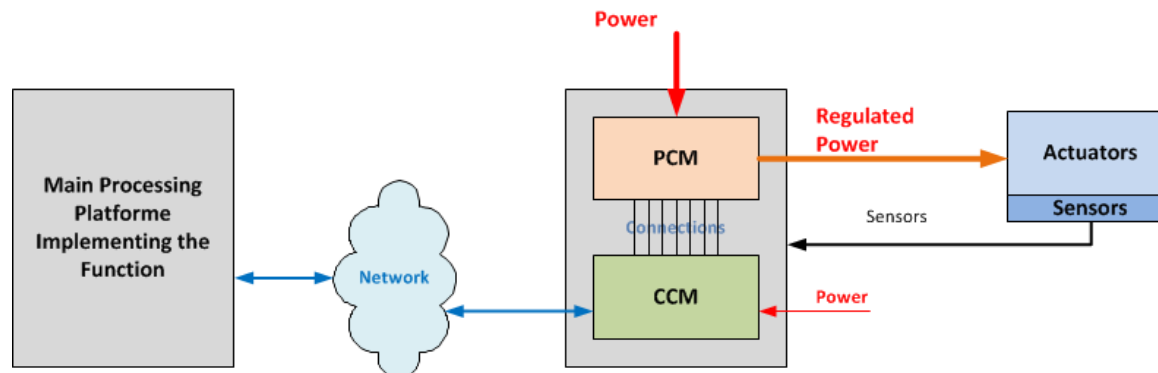 Power
Main Processing
Platforme
Implementing the
Function
Network
PCM
Connections
CCM
Regulated
Power
Actuators
Sensors
Sensors
Power